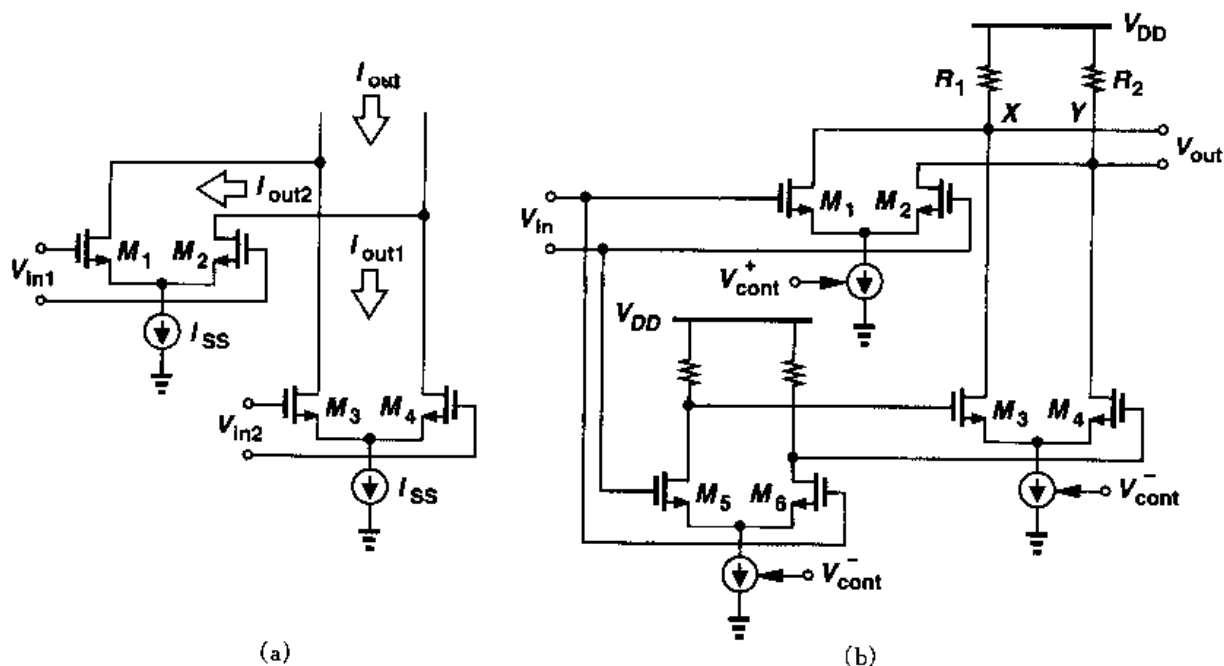 I_out
I_out2
V_in1
M_1
M_2
I_out1
I_SS
V_in2
M_3
M_4
I_SS
(a)
V_DD
R_1
R_2
X
Y
V_out
V_in
M_1
M_2
V_cont^+
V_DD
M_3
M_4
V_cont^-
M_5
M_6
V_cont^-
(b)